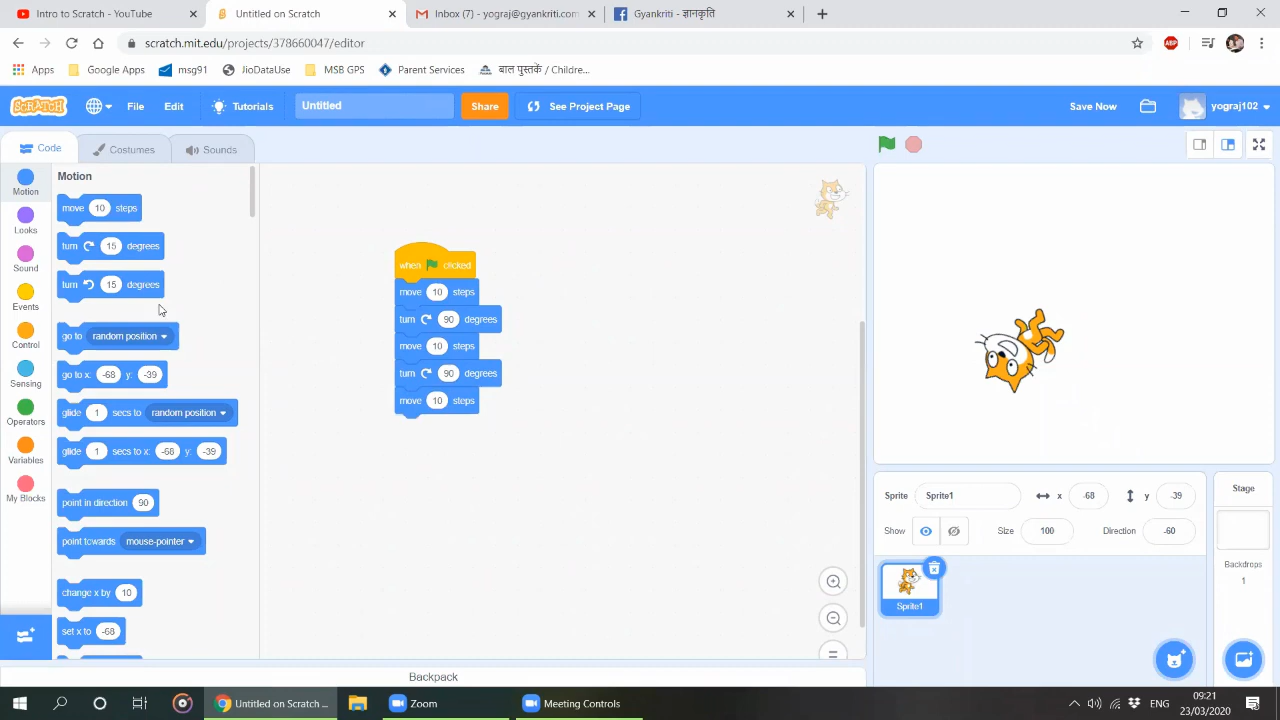 Intro to Scratch - YouTube
Untitled on Scratch
Inbox (7) - yograj@gyankriti.com
Gyankriti - ज्ञानकृति
scratch.mit.edu/projects/378660047/editor
ABP
Apps
Google Apps
msg91
JioDataUse
MSB GPS
Parent Services
बाल पुस्तकं / Childre...
SCRATCH
File
Edit
Tutorials
Untitled
Share
See Project Page
Save Now
yograj102
Code
Costumes
Sounds
Motion
Looks
Sound
Events
Control
Sensing
Operators
Variables
My Blocks
Motion
move 10 steps
turn 15 degrees
turn 15 degrees
go to random position
go to x: -68 y: -39
glide 1 secs to random position
glide 1 secs to x: -68 y: -39
point in direction 90
point towards mouse-pointer
change x by 10
set x to -68
when clicked
move 10 steps
turn 90 degrees
move 10 steps
turn 90 degrees
move 10 steps
Sprite Sprite1 x -68 y -39
Show Size 100 Direction -60
Sprite1
Stage
Backdrops
1
Backpack
Untitled on Scratch ...
Zoom
Meeting Controls
ENG
09:21
23/03/2020